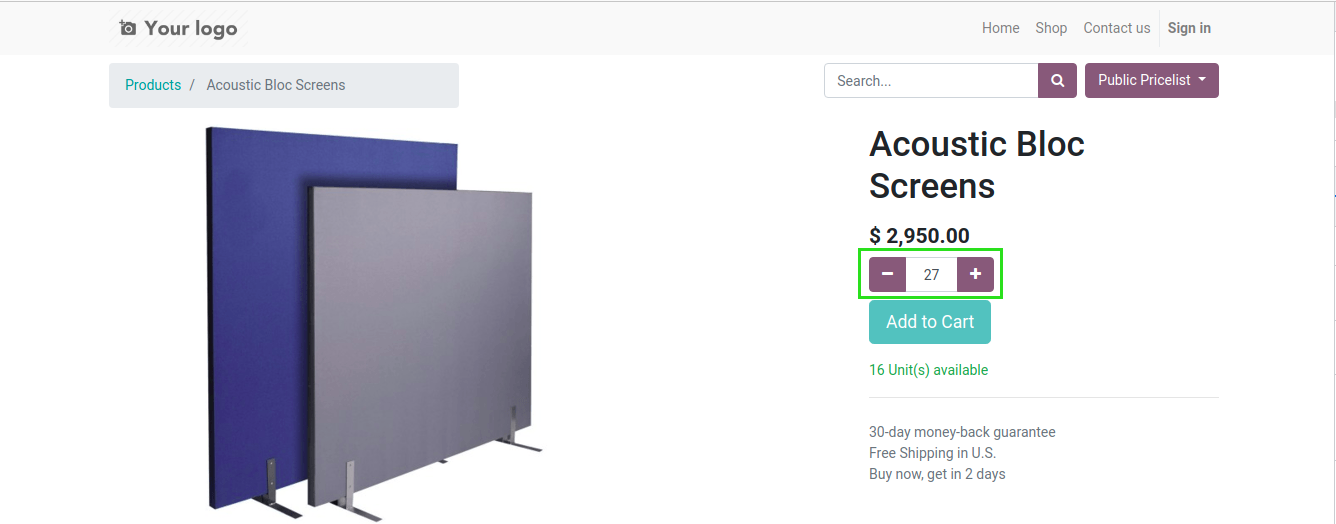 Your logo
Home Shop Contact us Sign in
Products / Acoustic Bloc Screens
Search...
Public Pricelist
Acoustic Bloc
Screens
$ 2,950.00
− 27 +
Add to Cart
16 Unit(s) available
30-day money-back guarantee
Free Shipping in U.S.
Buy now, get in 2 days